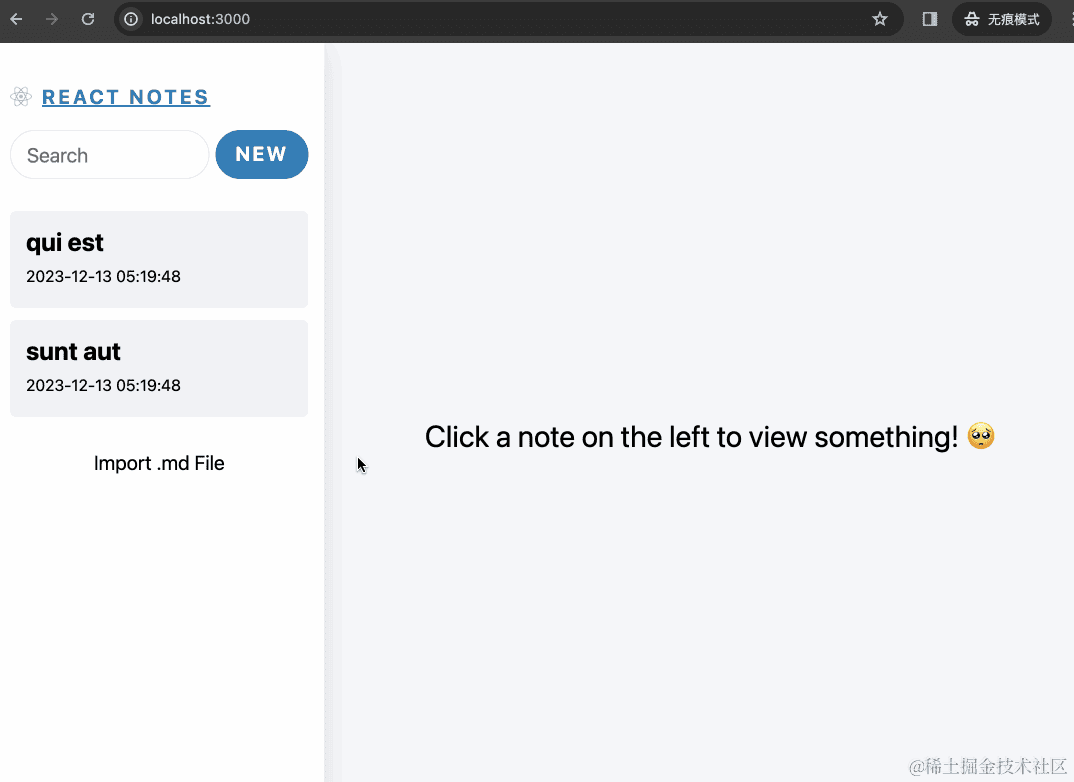 localhost:3000
无痕模式
REACT NOTES
Search
NEW
qui est
2023-12-13 05:19:48
sunt aut
2023-12-13 05:19:48
Import .md File
Click a note on the left to view something! 🥺
@稀土掘金技术社区